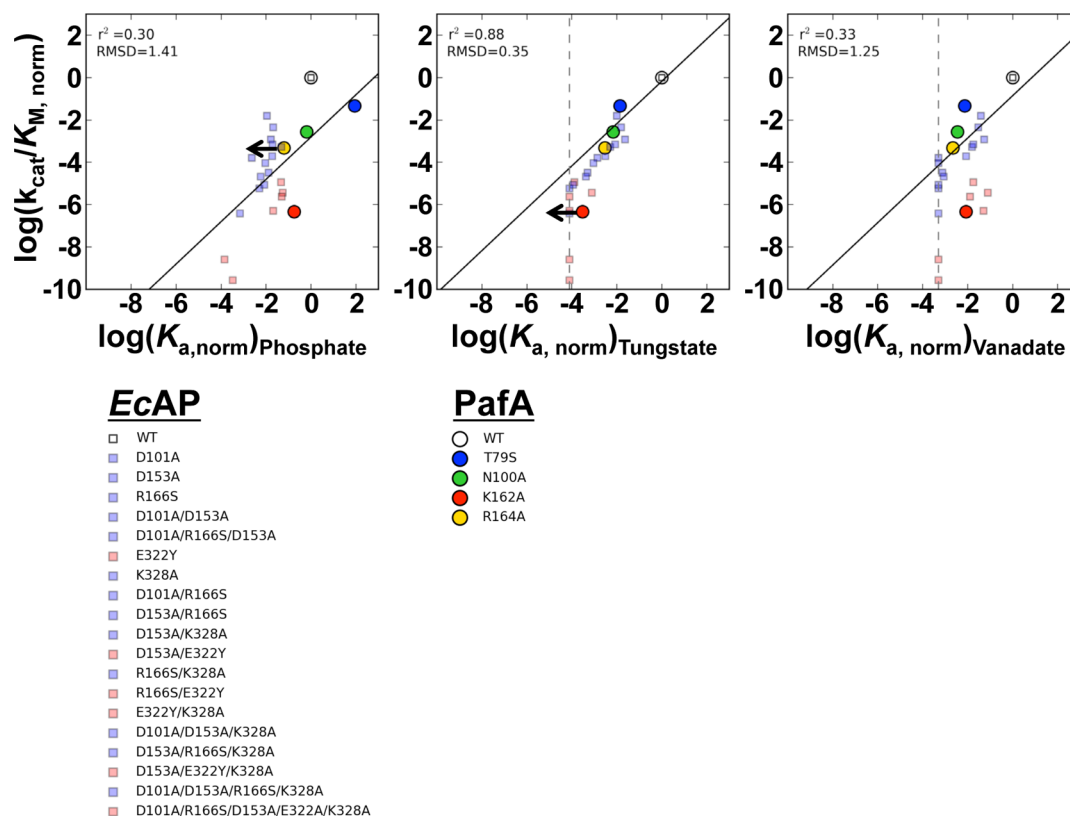 log(kcat/KM, norm)
r² =0.30
RMSD=1.41
2
0
-2
-4
-6
-8
-10
-8 -6 -4 -2 0 2
log(Ka,norm)Phosphate
r² =0.88
RMSD=0.35
2
0
-2
-4
-6
-8
-10
-8 -6 -4 -2 0 2
log(Ka, norm)Tungstate
r² =0.33
RMSD=1.25
2
0
-2
-4
-6
-8
-10
-8 -6 -4 -2 0 2
log(Ka, norm)Vanadate
EcAP
WT
D101A
D153A
R166S
D101A/D153A
D101A/R166S/D153A
E322Y
K328A
D101A/R166S
D153A/R166S
D153A/K328A
D153A/E322Y
R166S/K328A
R166S/E322Y
E322Y/K328A
D101A/D153A/K328A
D153A/R166S/K328A
D153A/E322Y/K328A
D101A/D153A/R166S/K328A
D101A/R166S/D153A/E322A/K328A
PafA
WT
T79S
N100A
K162A
R164A